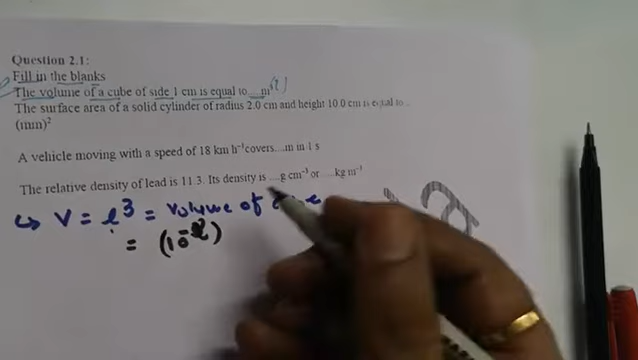 Question 2.1:
Fill in the blanks
The volume of a cube of side 1 cm is equal to.....m³
The surface area of a solid cylinder of radius 2.0 cm and height 10.0 cm is equal to ..
(mm)²
A vehicle moving with a speed of 18 km h⁻¹covers....m in 1 s
The relative density of lead is 11.3. Its density is ....g cm⁻³ or ....kg m⁻³
↳ V = l³ = Volume of
= (10⁻²)